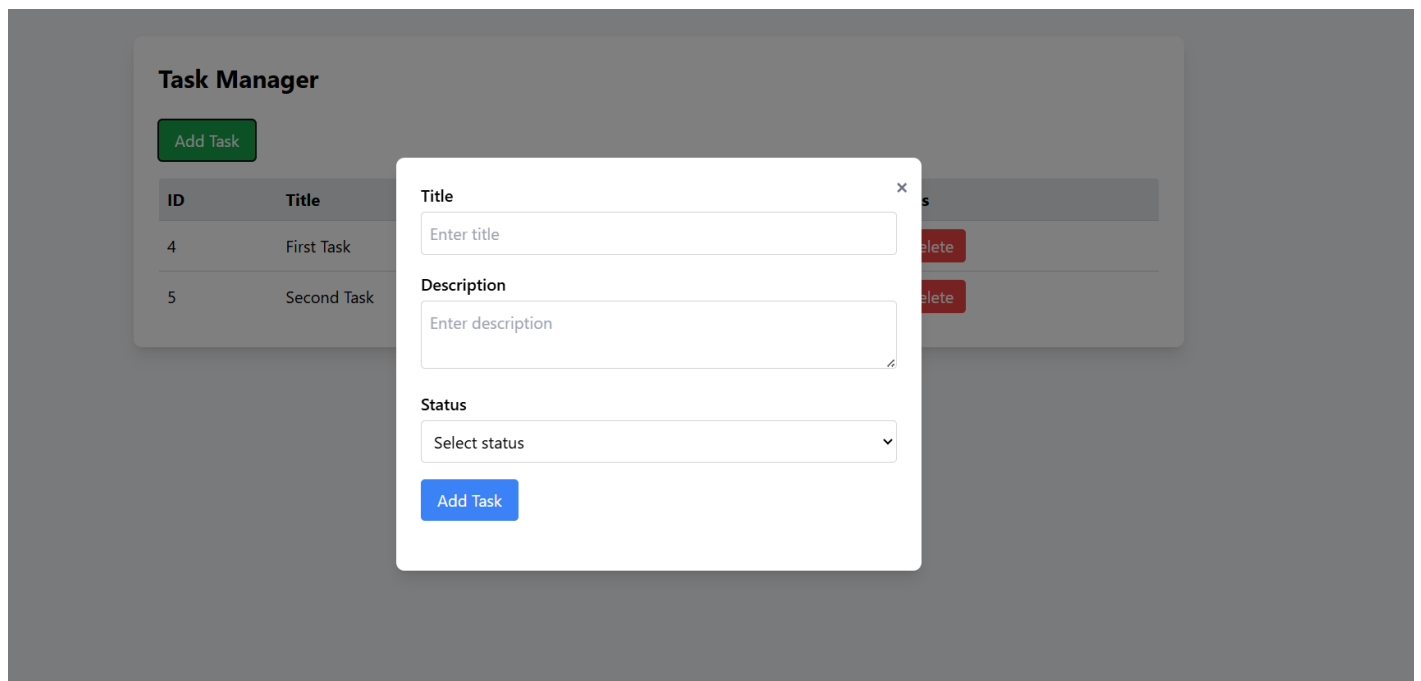 Task Manager
Add Task
ID Title s
4 First Task elete
5 Second Task elete
×
Title
Enter title
Description
Enter description
Status
Select status
Add Task